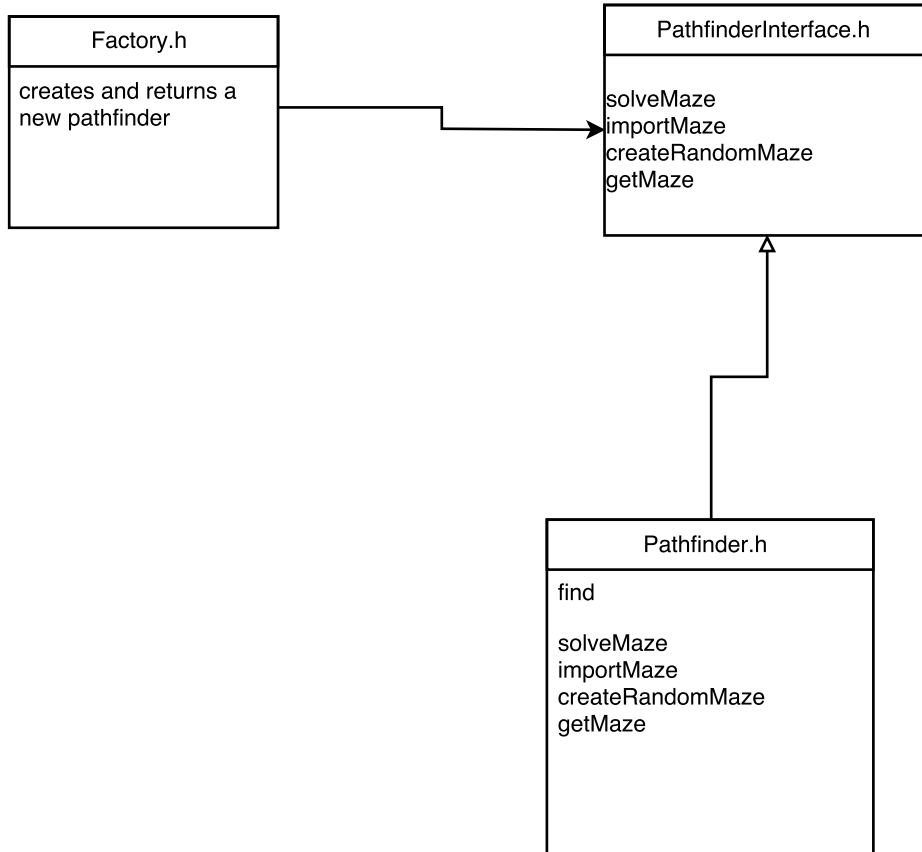 Factory.h
creates and returns a
new pathfinder
PathfinderInterface.h
solveMaze
importMaze
createRandomMaze
getMaze
Pathfinder.h
find
solveMaze
importMaze
createRandomMaze
getMaze